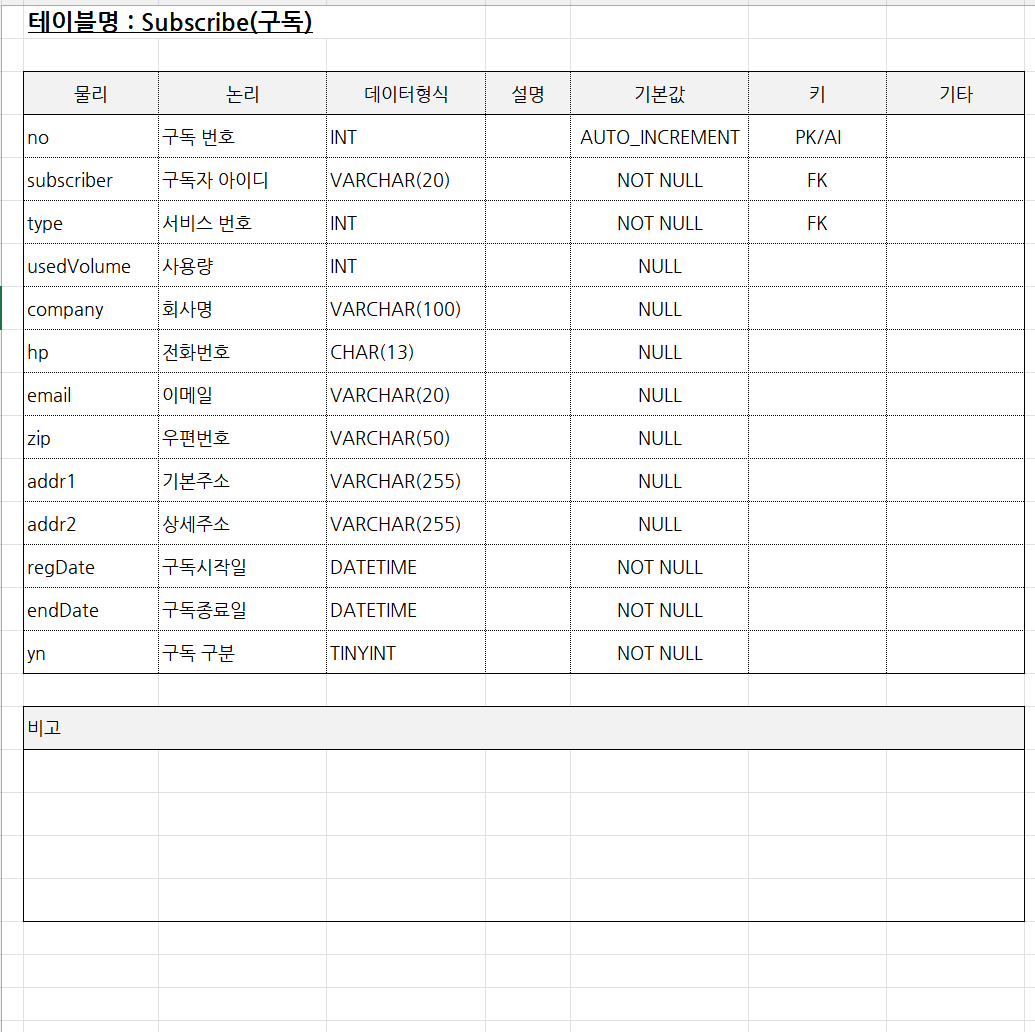 테이블명 : Subscribe(구독)
물리 논리 데이터형식 설명 기본값 키 기타
no 구독 번호 INT AUTO_INCREMENT PK/AI
subscriber 구독자 아이디 VARCHAR(20) NOT NULL FK
type 서비스 번호 INT NOT NULL FK
usedVolume 사용량 INT NULL
company 회사명 VARCHAR(100) NULL
hp 전화번호 CHAR(13) NULL
email 이메일 VARCHAR(20) NULL
zip 우편번호 VARCHAR(50) NULL
addr1 기본주소 VARCHAR(255) NULL
addr2 상세주소 VARCHAR(255) NULL
regDate 구독시작일 DATETIME NOT NULL
endDate 구독종료일 DATETIME NOT NULL
yn 구독 구분 TINYINT NOT NULL
비고